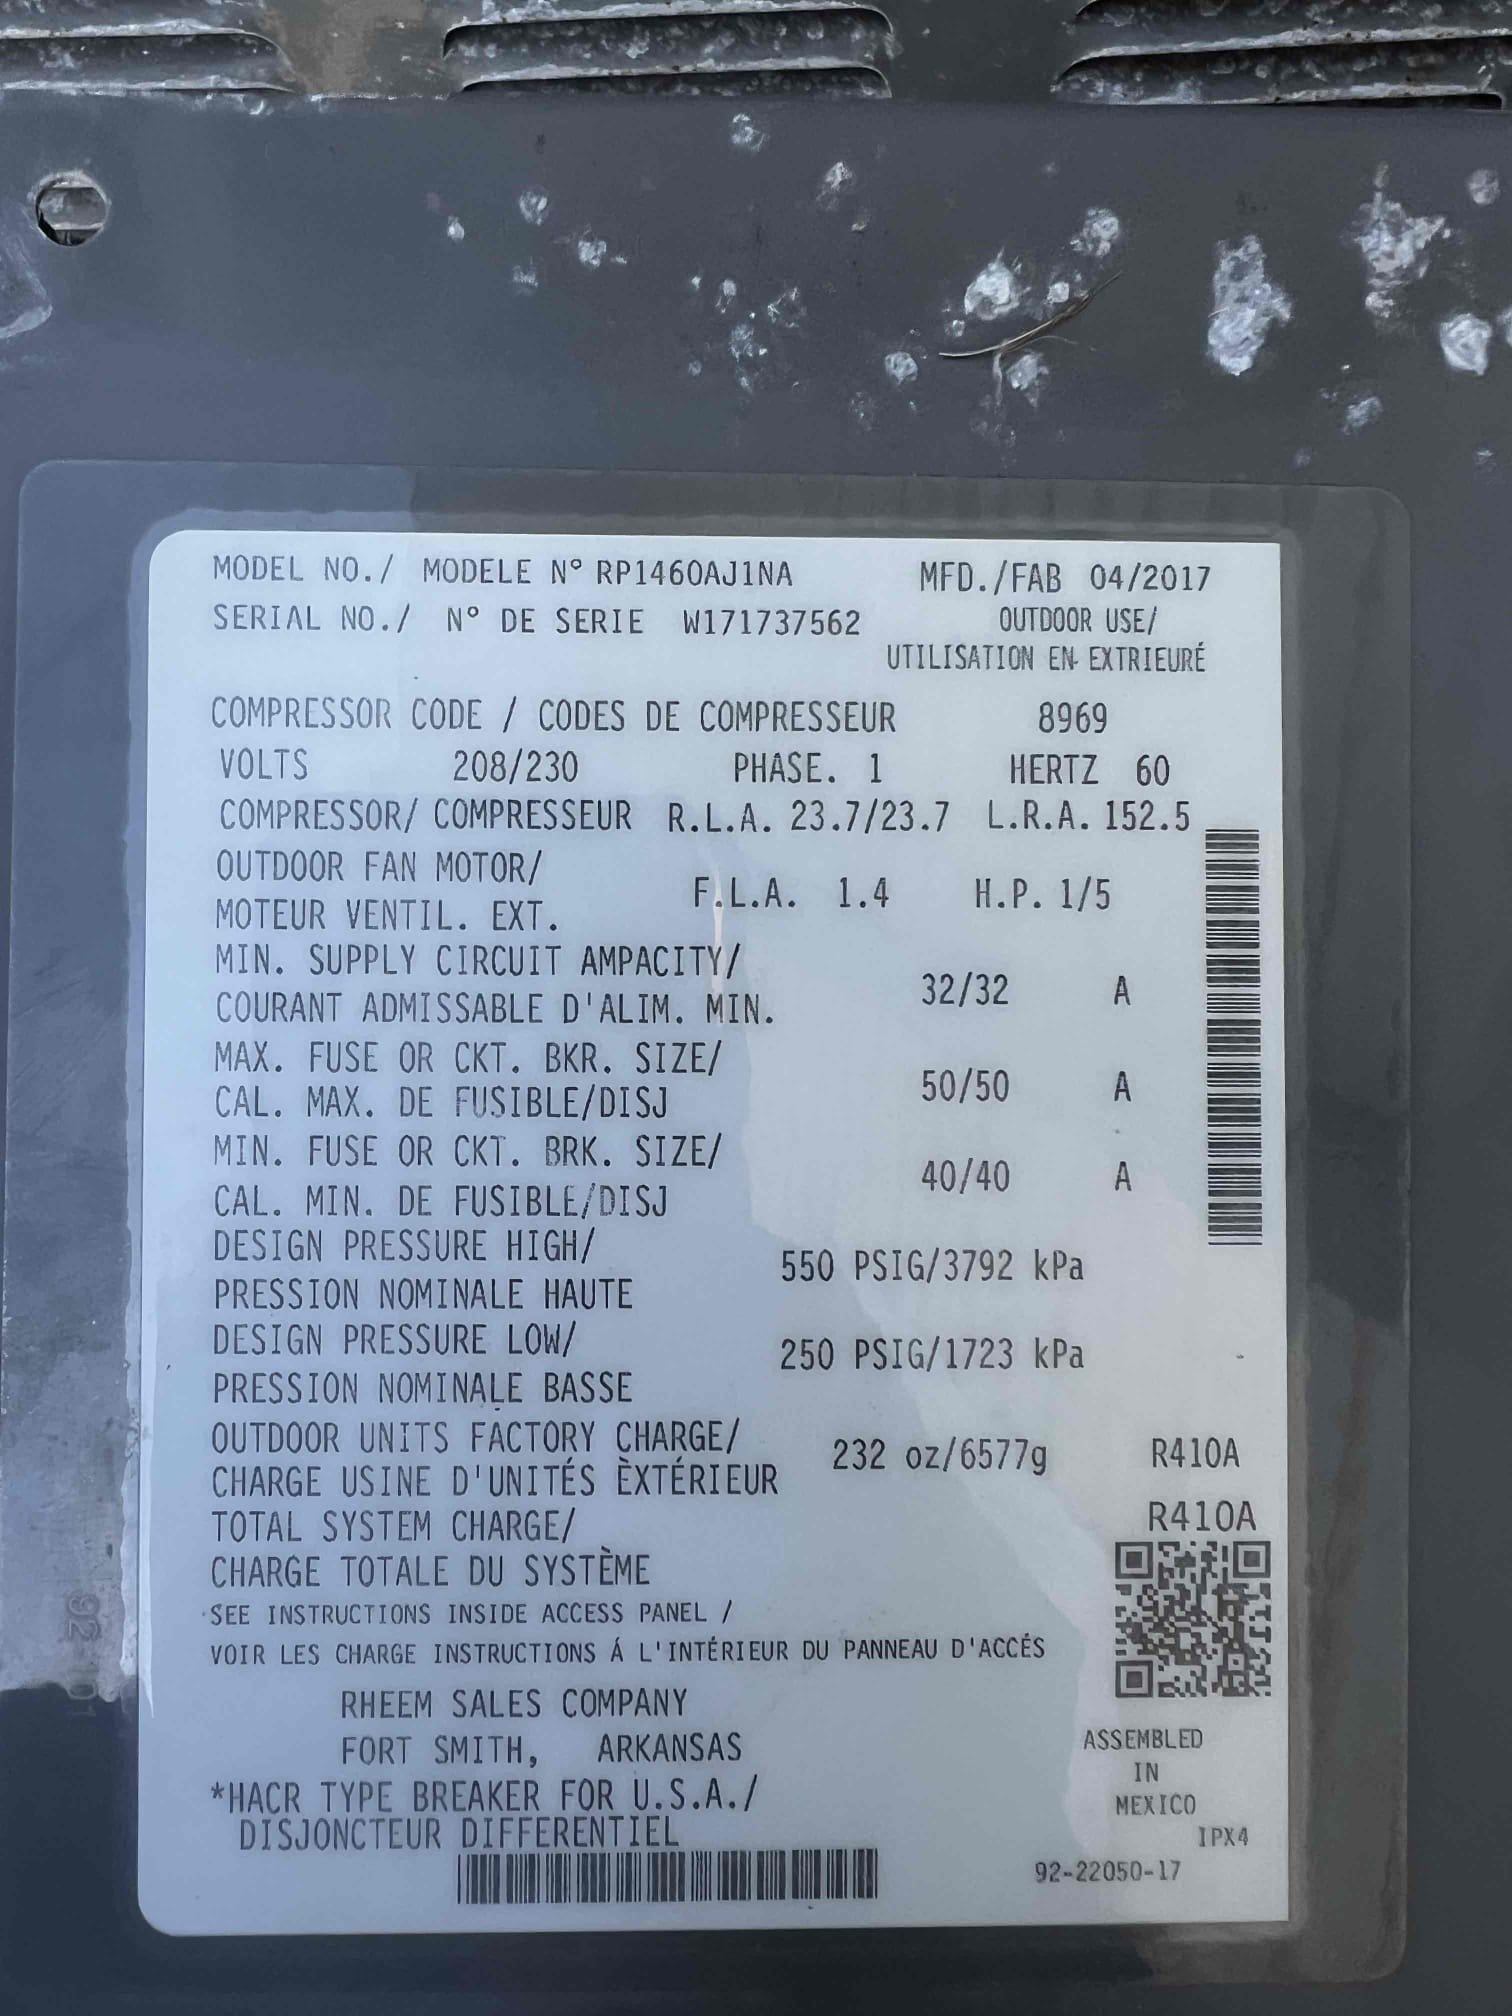 MODEL NO./ MODELE Nº RP1460AJ1NA MFD./FAB 04/2017
SERIAL NO./ Nº DE SERIE W171737562 OUTDOOR USE/
UTILISATION EN EXTRIEURÉ
COMPRESSOR CODE / CODES DE COMPRESSEUR 8969
VOLTS 208/230 PHASE. 1 HERTZ 60
COMPRESSOR/ COMPRESSEUR R.L.A. 23.7/23.7 L.R.A. 152.5
OUTDOOR FAN MOTOR/
MOTEUR VENTIL. EXT. F.L.A. 1.4 H.P. 1/5
MIN. SUPPLY CIRCUIT AMPACITY/
COURANT ADMISSABLE D'ALIM. MIN. 32/32 A
MAX. FUSE OR CKT. BKR. SIZE/
CAL. MAX. DE FUSIBLE/DISJ 50/50 A
MIN. FUSE OR CKT. BRK. SIZE/
CAL. MIN. DE FUSIBLE/DISJ 40/40 A
DESIGN PRESSURE HIGH/
PRESSION NOMINALE HAUTE 550 PSIG/3792 kPa
DESIGN PRESSURE LOW/
PRESSION NOMINALE BASSE 250 PSIG/1723 kPa
OUTDOOR UNITS FACTORY CHARGE/
CHARGE USINE D'UNITÉS ÈXTÉRIEUR 232 oz/6577g R410A
TOTAL SYSTEM CHARGE/ R410A
CHARGE TOTALE DU SYSTÈME
SEE INSTRUCTIONS INSIDE ACCESS PANEL /
VOIR LES CHARGE INSTRUCTIONS Á L'INTÉRIEUR DU PANNEAU D'ACCÉS
RHEEM SALES COMPANY
FORT SMITH, ARKANSAS
*HACR TYPE BREAKER FOR U.S.A./
DISJONCTEUR DIFFERENTIEL
ASSEMBLED
IN
MEXICO
IPX4
92-22050-17